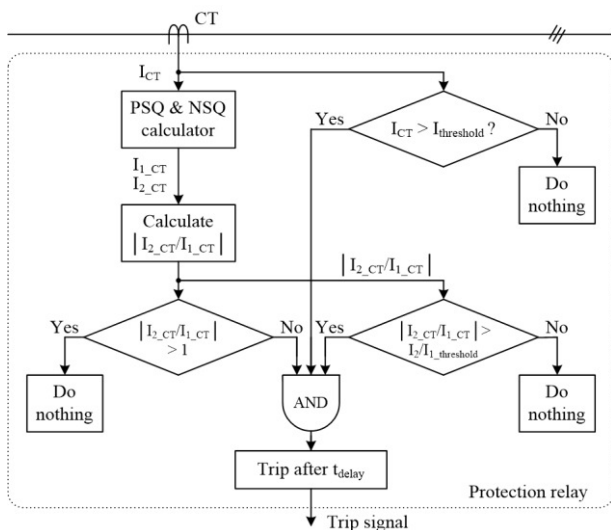 CT
I_CT
PSQ & NSQ
calculator
Yes
I_CT > I_threshold ?
No
I_1_CT
I_2_CT
Do
nothing
Calculate
|I_2_CT/I_1_CT|
|I_2_CT/I_1_CT|
Yes
|I_2_CT/I_1_CT|
> 1
No
Yes
|I_2_CT/I_1_CT| >
I_2/I_1_threshold
No
Do
nothing
AND
Do
nothing
Trip after t_delay
Protection relay
Trip signal